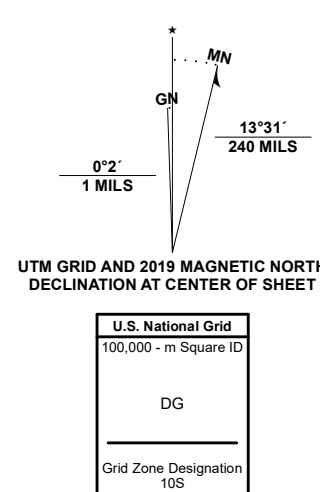 ★
MN
GN
13°31´
240 MILS
0°2´
1 MILS
UTM GRID AND 2019 MAGNETIC NORTH
DECLINATION AT CENTER OF SHEET
U.S. National Grid
100,000 - m Square ID
DG
Grid Zone Designation
10S